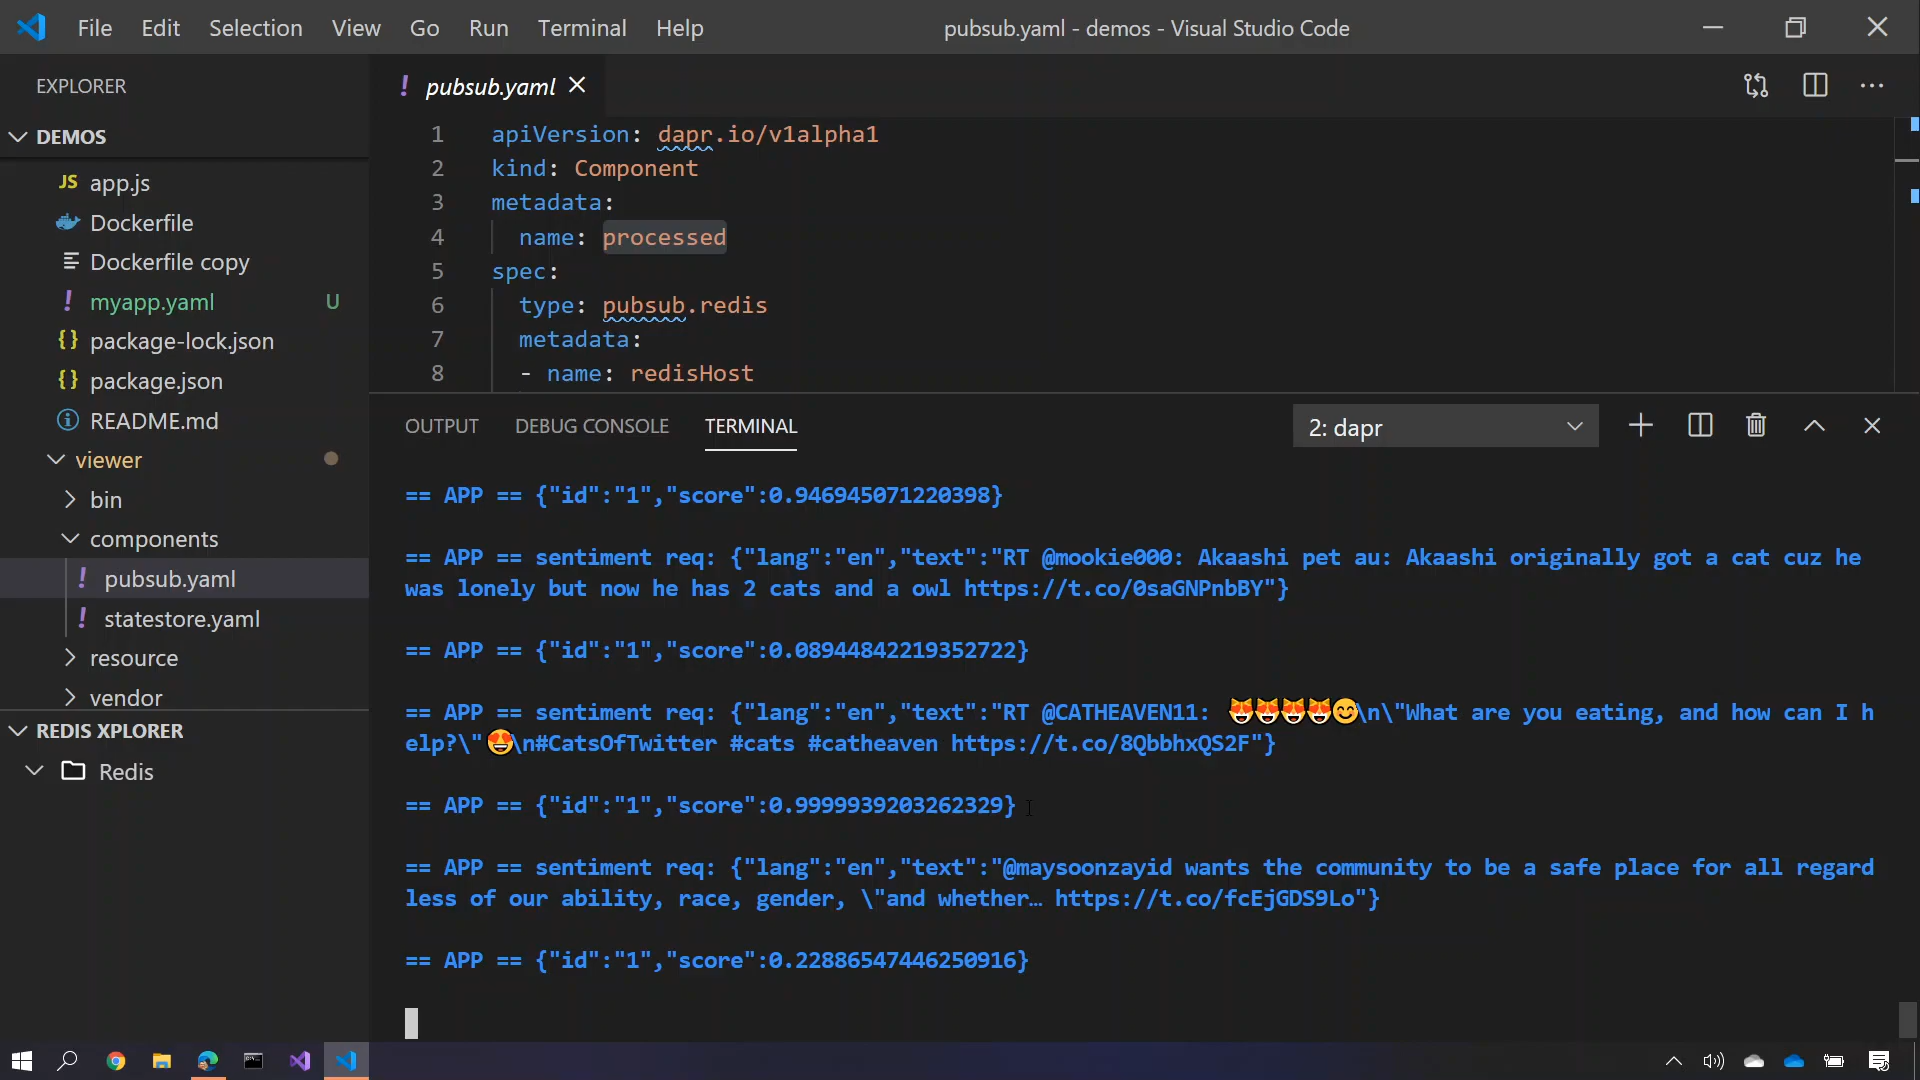 File Edit Selection View Go Run Terminal Help
pubsub.yaml - demos - Visual Studio Code
EXPLORER
DEMOS
JS app.js
Dockerfile
Dockerfile copy
! myapp.yaml U
{} package-lock.json
{} package.json
README.md
viewer
bin
components
! pubsub.yaml
! statestore.yaml
resource
vendor
REDIS XPLORER
Redis
! pubsub.yaml
1 apiVersion: dapr.io/v1alpha1
2 kind: Component
3 metadata:
4 name: processed
5 spec:
6 type: pubsub.redis
7 metadata:
8 - name: redisHost
OUTPUT DEBUG CONSOLE TERMINAL
2: dapr
== APP == {"id":"1","score":0.946945071220398}
== APP == sentiment req: {"lang":"en","text":"RT @mookie000: Akaashi pet au: Akaashi originally got a cat cuz he
was lonely but now he has 2 cats and a owl https://t.co/0saGNPnbBY"}
== APP == {"id":"1","score":0.08944842219352722}
== APP == sentiment req: {"lang":"en","text":"RT @CATHEAVEN11: 😻😻😻😻😊\n\"What are you eating, and how can I h
elp?\"😍\n#CatsOfTwitter #cats #catheaven https://t.co/8QbbhxQS2F"}
== APP == {"id":"1","score":0.9999939203262329}
== APP == sentiment req: {"lang":"en","text":"@maysoonzayid wants the community to be a safe place for all regard
less of our ability, race, gender, \"and whether… https://t.co/fcEjGDS9Lo"}
== APP == {"id":"1","score":0.22886547446250916}